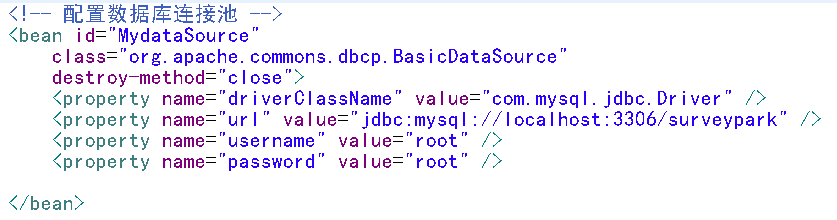 <!-- 配置数据库连接池 -->
<bean id="MydataSource"
class="org.apache.commons.dbcp.BasicDataSource"
destroy-method="close">
<property name="driverClassName" value="com.mysql.jdbc.Driver" />
<property name="url" value="jdbc:mysql://localhost:3306/surveypark" />
<property name="username" value="root" />
<property name="password" value="root" />
</bean>